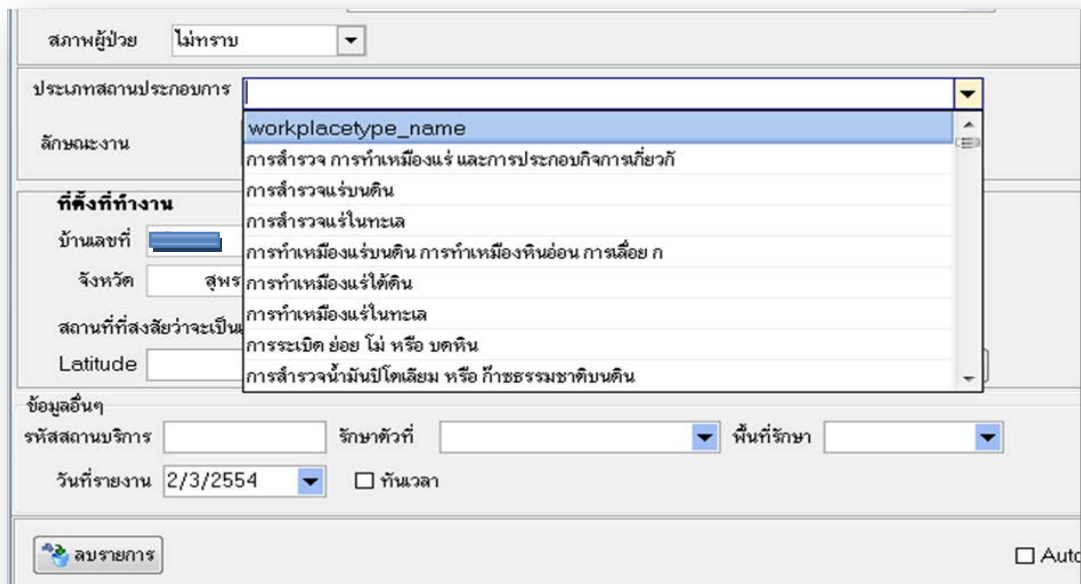 สภาพผู้ป่วย ไม่ทราบ
ประเภทสถานประกอบการ
workplacetype_name
ลักษณะงาน
การสำรวจ การทำเหมืองแร่ และการประกอบกิจการเกี่ยวกั
การสำรวจแร่บนดิน
ที่ตั้งที่ทำงาน
การสำรวจแร่ในทะเล
บ้านเลขที่
การทำเหมืองแร่บนดิน การทำเหมืองหินอ่อน การเลื่อย ก
จังหวัด สุพร
การทำเหมืองแร่ใต้ดิน
การทำเหมืองแร่ในทะเล
สถานที่ที่สงสัยว่าจะเป็น
การระเบิด ย่อย โม่ หรือ บดหิน
Latitude
การสำรวจน้ำมันปิโตเลียม หรือ ก๊าซธรรมชาติบนดิน
ข้อมูลอื่นๆ
รหัสสถานบริการ รักษาตัวที่ พื้นที่รักษา
วันที่รายงาน 2/3/2554 ทันเวลา
ลบรายการ Auto